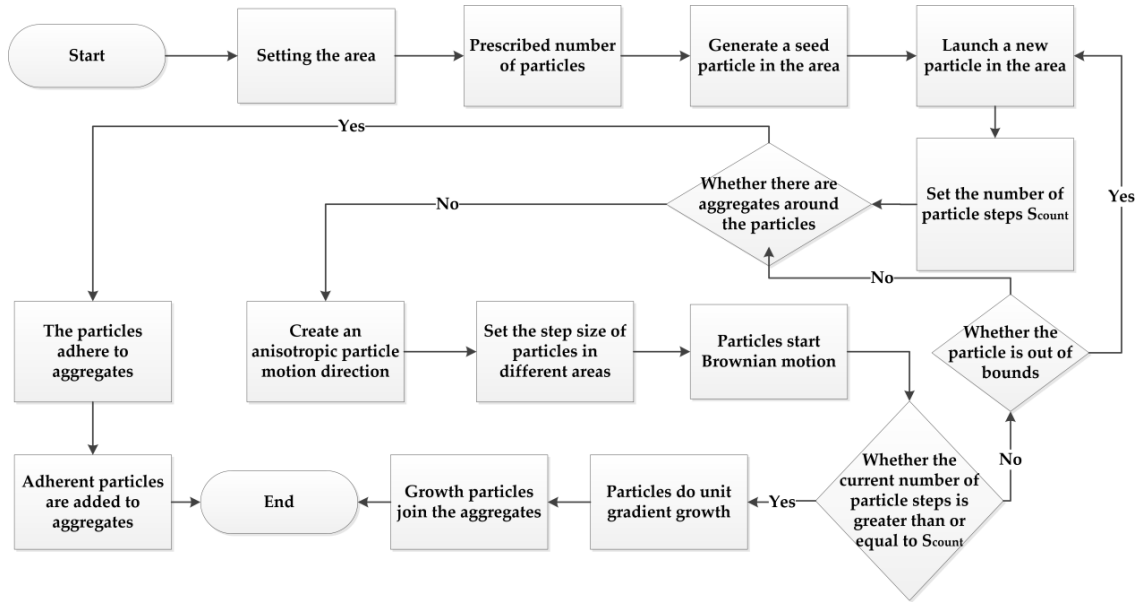 Start
Setting the area
Prescribed number
of particles
Generate a seed
particle in the area
Launch a new
particle in the area
Yes
Whether there are
aggregates around
the particles
Set the number of
particle steps Scount
Yes
No
No
The particles
adhere to
aggregates
Create an
anisotropic particle
motion direction
Set the step size of
particles in
different areas
Particles start
Brownian motion
Whether the
particle is out of
bounds
Adherent particles
are added to
aggregates
End
Growth particles
join the aggregates
Particles do unit
gradient growth
Yes
Whether the
current number of
particle steps is
greater than or
equal to Scount
No